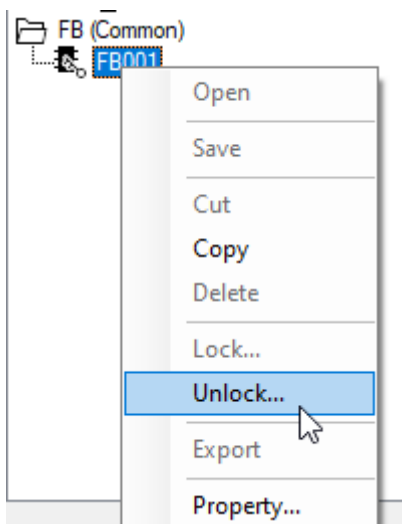 FB (Common)
FB001
Open
Save
Cut
Copy
Delete
Lock...
Unlock...
Export
Property...